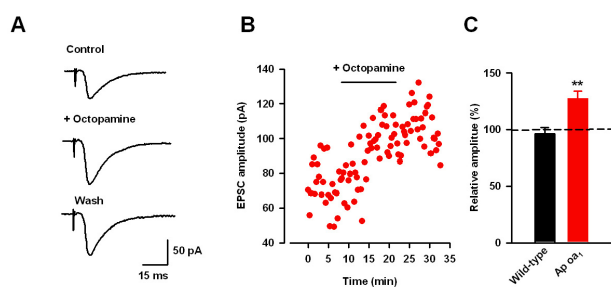 A
Control
+ Octopamine
Wash
50 pA
15 ms
B
+ Octopamine
EPSC amplitude (pA)
140
120
100
80
60
40
0 5 10 15 20 25 30 35
Time (min)
C
Relative amplitue (%)
150
100
50
0
**
Wild-type
Ap oa1